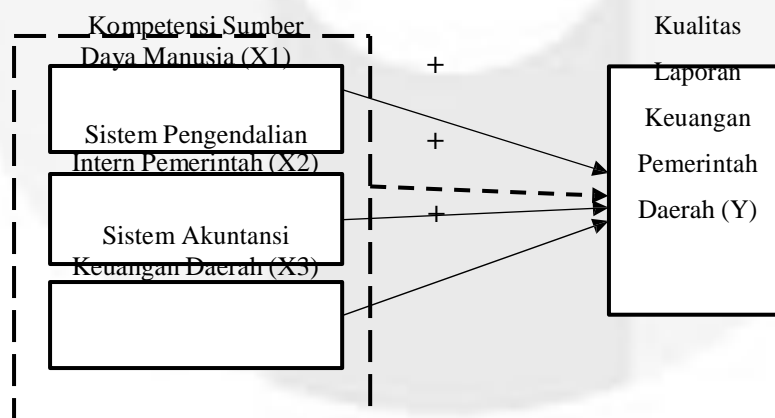 Kompetensi Sumber
Daya Manusia (X1)
+
Sistem Pengendalian
Intern Pemerintah (X2)
+
Sistem Akuntansi
Keuangan Daerah (X3)
+
Kualitas
Laporan
Keuangan
Pemerintah
Daerah (Y)